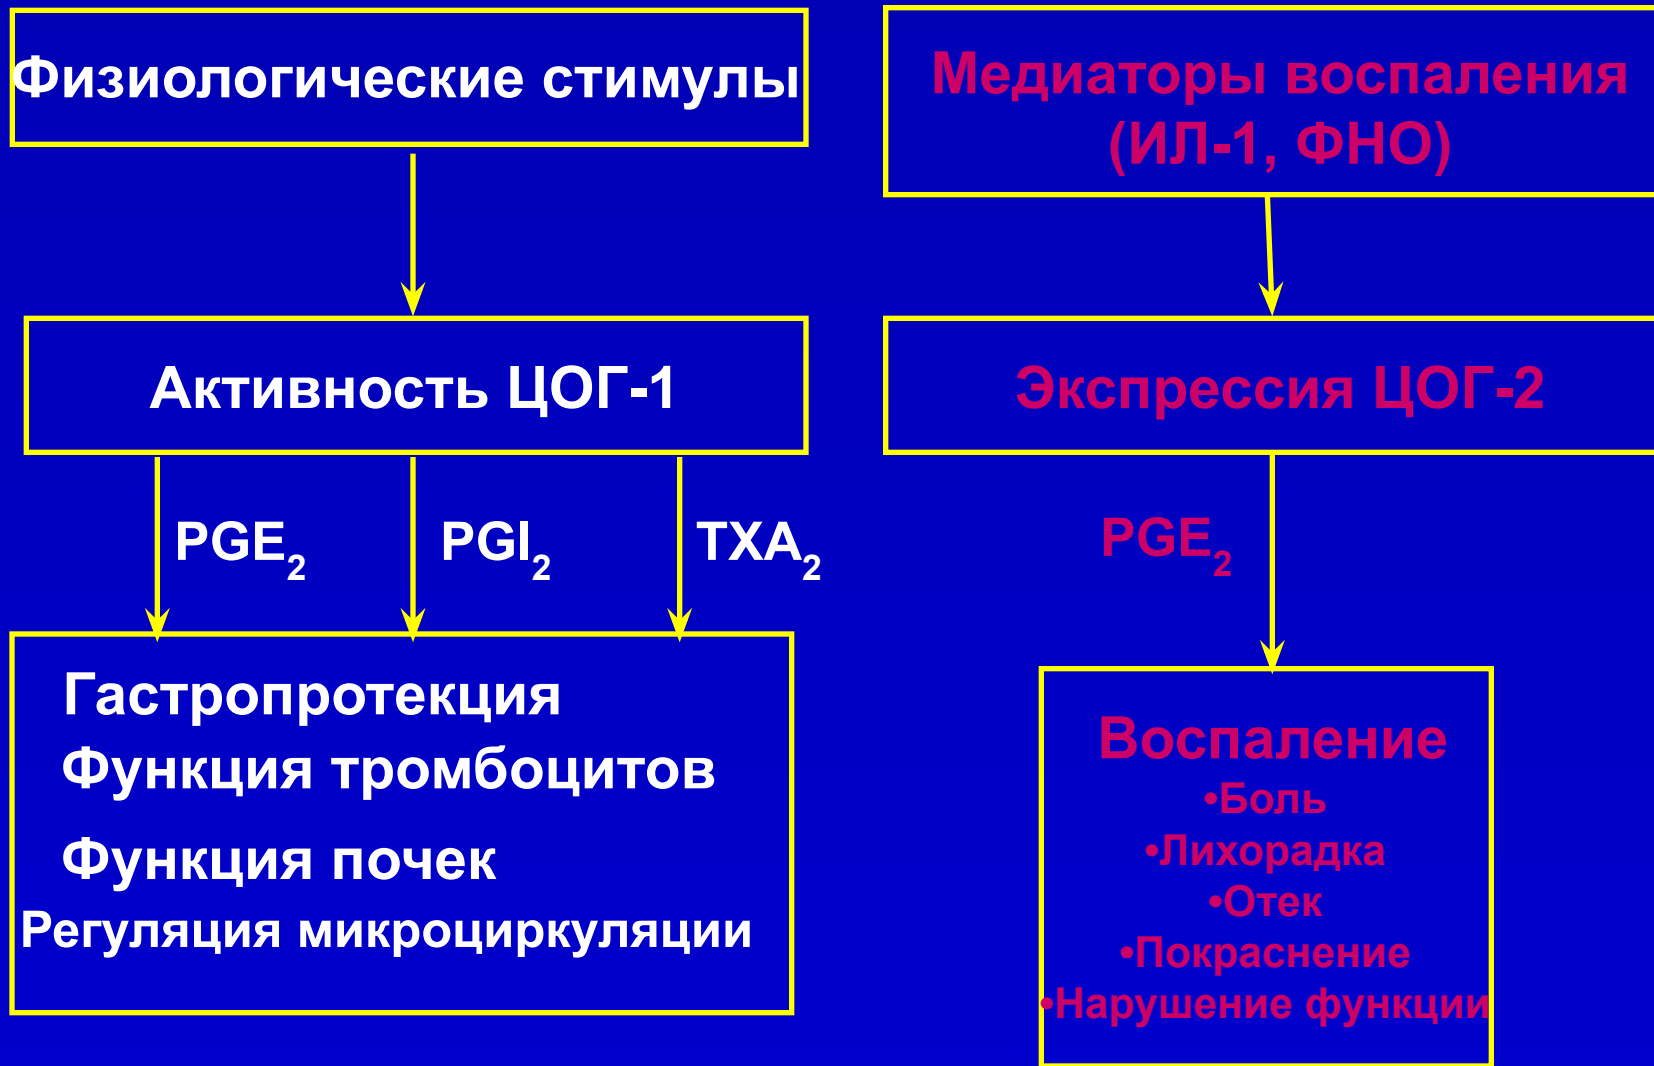 Физиологические стимулы
Активность ЦОГ-1
PGE2 PGI2 TXA2
Гастропротекция
Функция тромбоцитов
Функция почек
Регуляция микроциркуляции
Медиаторы воспаления
(ИЛ-1, ФНО)
Экспрессия ЦОГ-2
PGE2
Воспаление
•Боль
•Лихорадка
•Отек
•Покраснение
•Нарушение функции